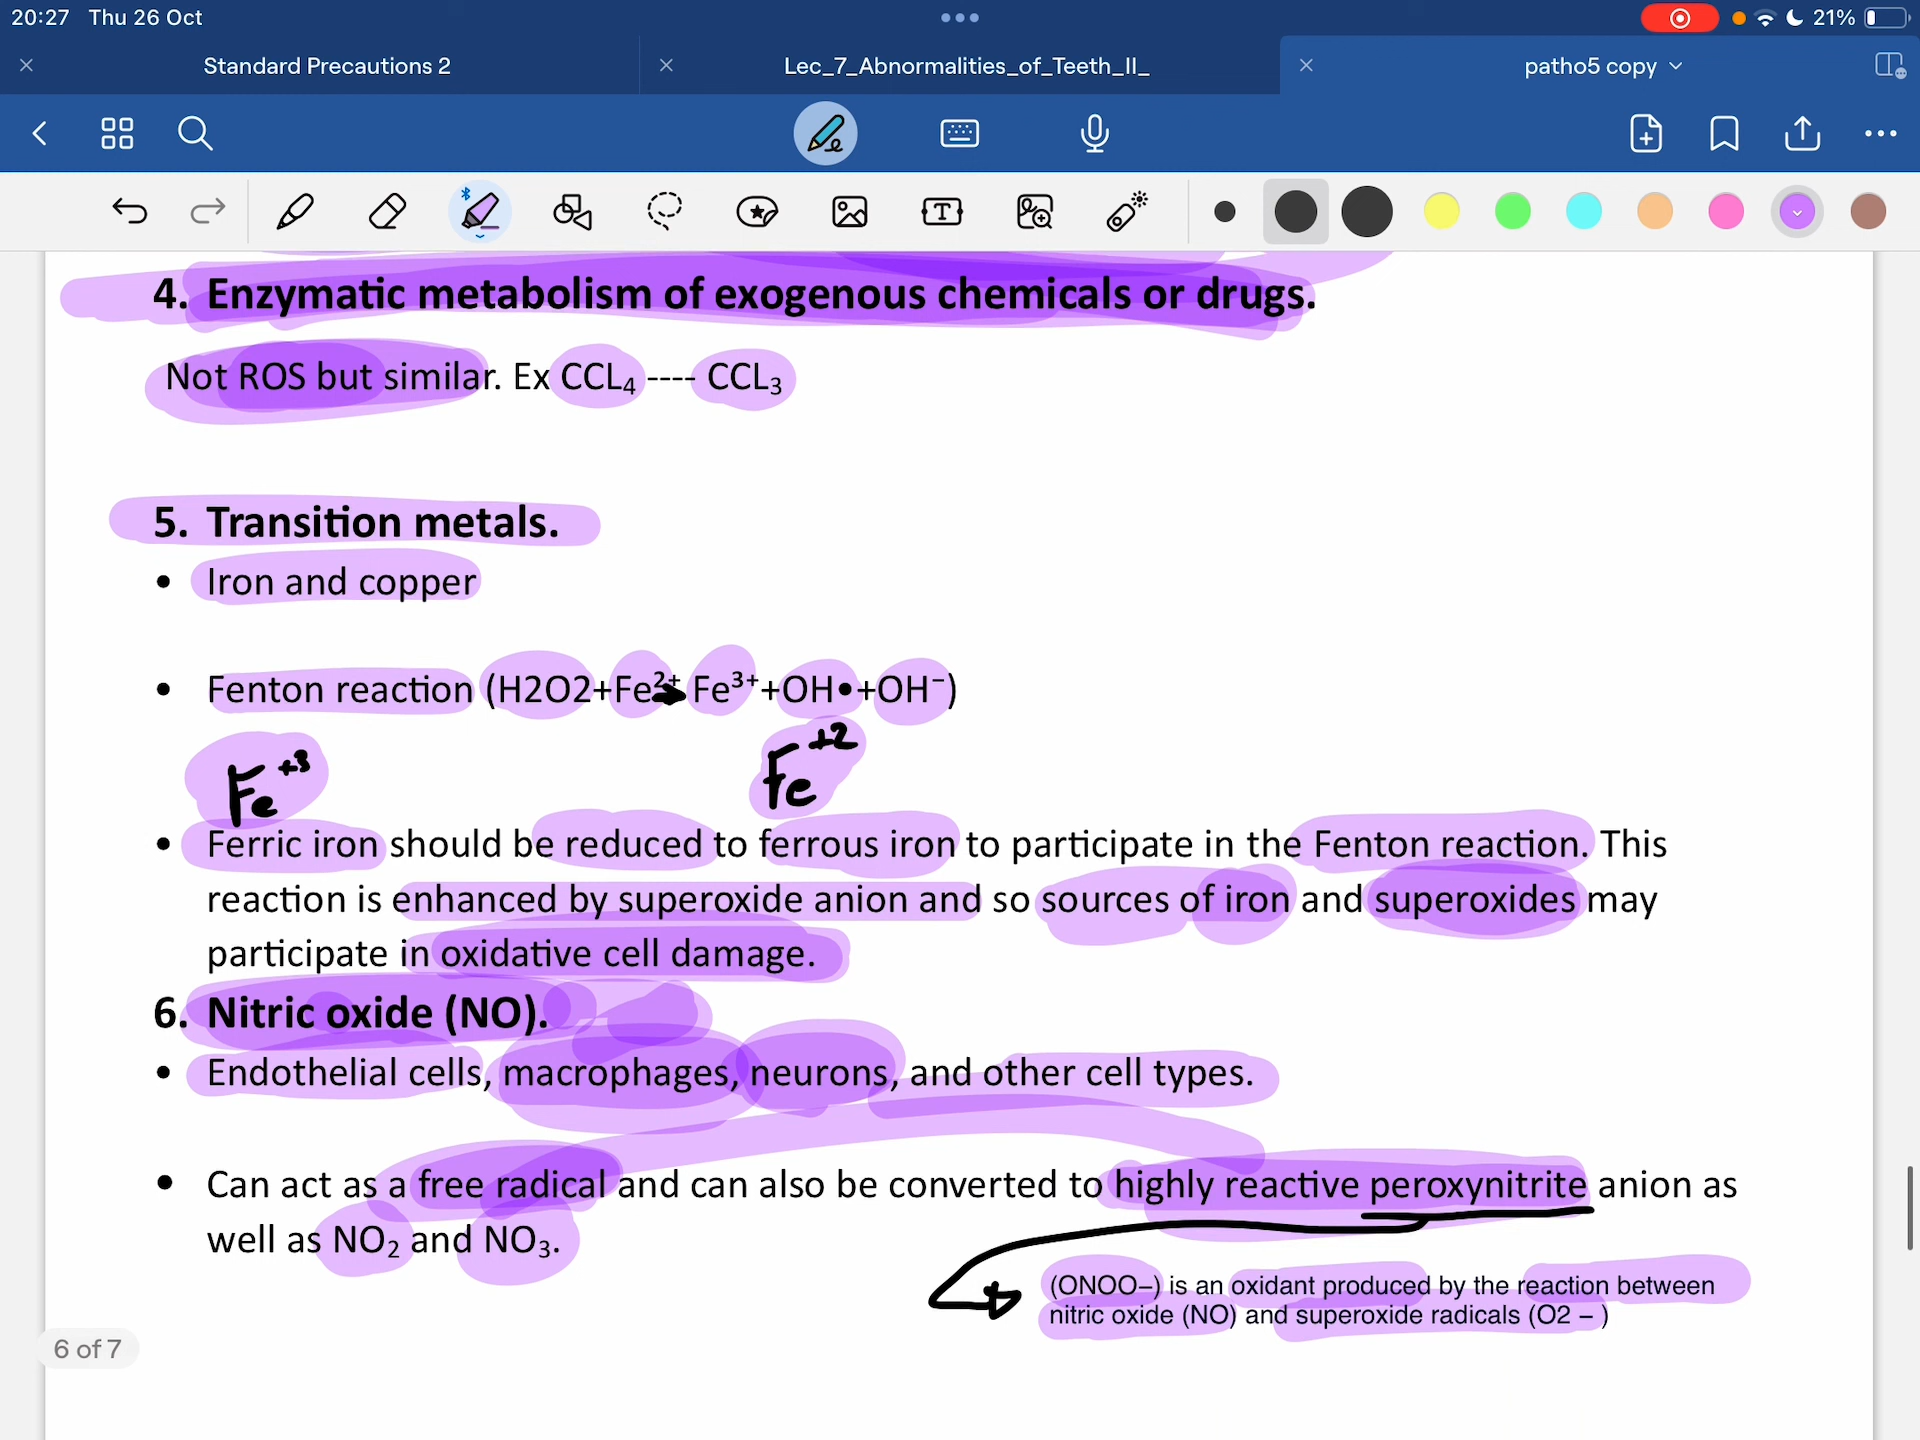 20:27 Thu 26 Oct
21%
Standard Precautions 2
Lec_7_Abnormalities_of_Teeth_II_
patho5 copy
4. Enzymatic metabolism of exogenous chemicals or drugs.
Not ROS but similar. Ex CCL₄ ---- CCL₃
5. Transition metals.
• Iron and copper
• Fenton reaction (H2O2+Fe²⁺→Fe³⁺+OH•+OH⁻)
Fe⁺³ Fe⁺²
• Ferric iron should be reduced to ferrous iron to participate in the Fenton reaction. This
reaction is enhanced by superoxide anion and so sources of iron and superoxides may
participate in oxidative cell damage.
6. Nitric oxide (NO).
• Endothelial cells, macrophages, neurons, and other cell types.
• Can act as a free radical and can also be converted to highly reactive peroxynitrite anion as
well as NO₂ and NO₃.
(ONOO–) is an oxidant produced by the reaction between
nitric oxide (NO) and superoxide radicals (O2 – )
6 of 7